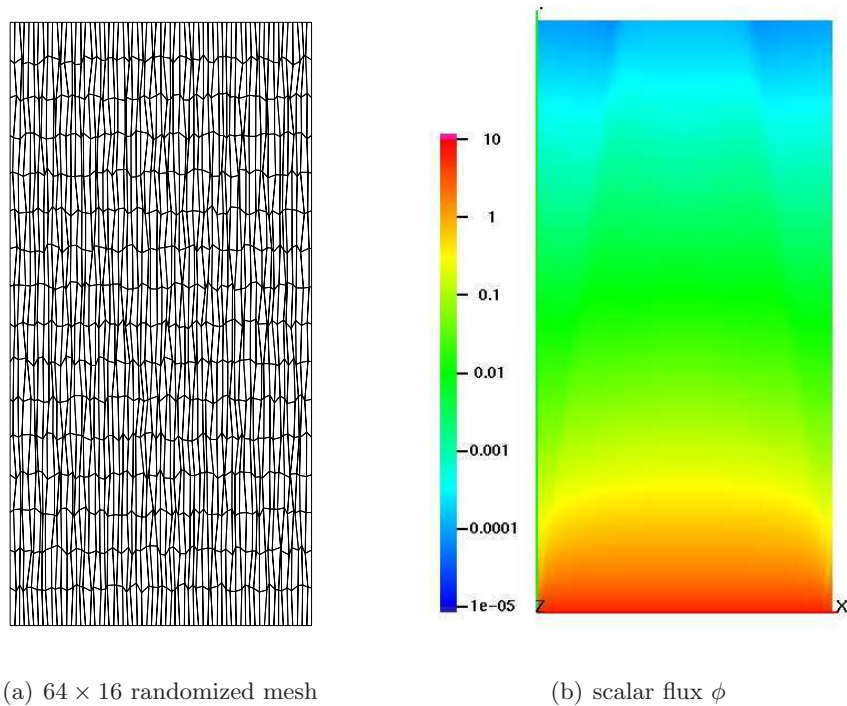 10
1
0.1
0.01
0.001
0.0001
1e-05
Z
X
(a) 64 × 16 randomized mesh
(b) scalar flux ϕ